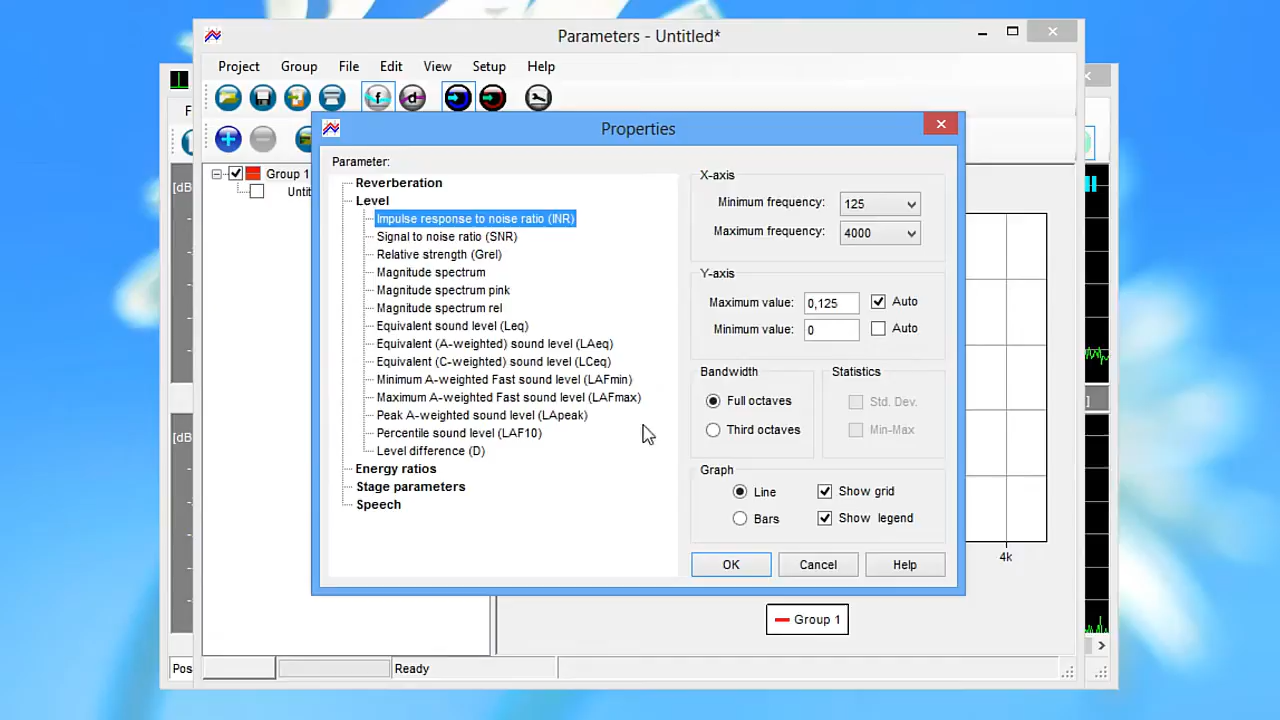 Parameters - Untitled*
Project Group File Edit View Setup Help
f d
Properties
Parameter:
Reverberation
Level
Impulse response to noise ratio (INR)
Signal to noise ratio (SNR)
Relative strength (Grel)
Magnitude spectrum
Magnitude spectrum pink
Magnitude spectrum rel
Equivalent sound level (Leq)
Equivalent (A-weighted) sound level (LAeq)
Equivalent (C-weighted) sound level (LCeq)
Minimum A-weighted Fast sound level (LAFmin)
Maximum A-weighted Fast sound level (LAFmax)
Peak A-weighted sound level (LApeak)
Percentile sound level (LAF10)
Level difference (D)
Energy ratios
Stage parameters
Speech
X-axis
Minimum frequency: 125
Maximum frequency: 4000
Y-axis
Maximum value: 0,125 Auto
Minimum value: 0 Auto
Bandwidth
Full octaves
Third octaves
Statistics
Std. Dev.
Min-Max
Graph
Line Show grid
Bars Show legend
OK Cancel Help
Group 1
Untit
F
[dB
[dB
]
4k
Group 1
Pos
Ready